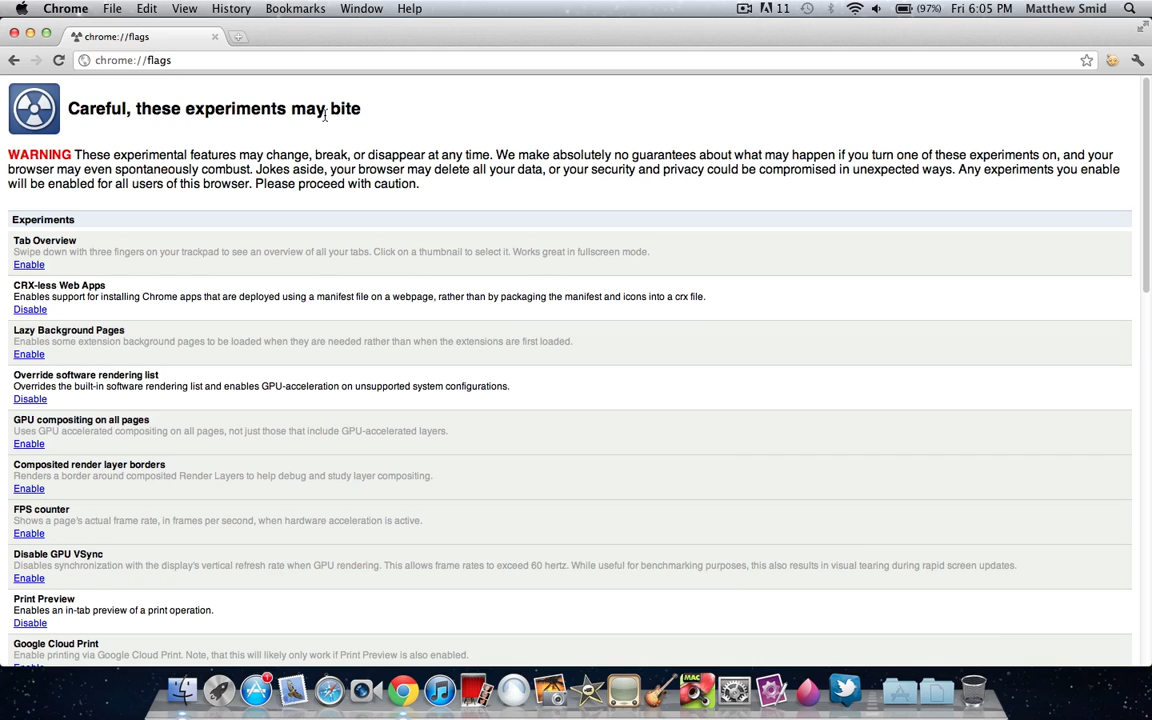 Chrome File Edit View History Bookmarks Window Help 11 (97%) Fri 6:05 PM Matthew Smid
chrome://flags
chrome://flags
Careful, these experiments may bite
WARNING These experimental features may change, break, or disappear at any time. We make absolutely no guarantees about what may happen if you turn one of these experiments on, and your
browser may even spontaneously combust. Jokes aside, your browser may delete all your data, or your security and privacy could be compromised in unexpected ways. Any experiments you enable
will be enabled for all users of this browser. Please proceed with caution.
Experiments
Tab Overview
Swipe down with three fingers on your trackpad to see an overview of all your tabs. Click on a thumbnail to select it. Works great in fullscreen mode.
Enable
CRX-less Web Apps
Enables support for installing Chrome apps that are deployed using a manifest file on a webpage, rather than by packaging the manifest and icons into a crx file.
Disable
Lazy Background Pages
Enables some extension background pages to be loaded when they are needed rather than when the extensions are first loaded.
Enable
Override software rendering list
Overrides the built-in software rendering list and enables GPU-acceleration on unsupported system configurations.
Disable
GPU compositing on all pages
Uses GPU accelerated compositing on all pages, not just those that include GPU-accelerated layers.
Enable
Composited render layer borders
Renders a border around composited Render Layers to help debug and study layer compositing.
Enable
FPS counter
Shows a page's actual frame rate, in frames per second, when hardware acceleration is active.
Enable
Disable GPU VSync
Disables synchronization with the display's vertical refresh rate when GPU rendering. This allows frame rates to exceed 60 hertz. While useful for benchmarking purposes, this also results in visual tearing during rapid screen updates.
Enable
Print Preview
Enables an in-tab preview of a print operation.
Disable
Google Cloud Print
Enable printing via Google Cloud Print. Note, that this will likely only work if Print Preview is also enabled.
MAC